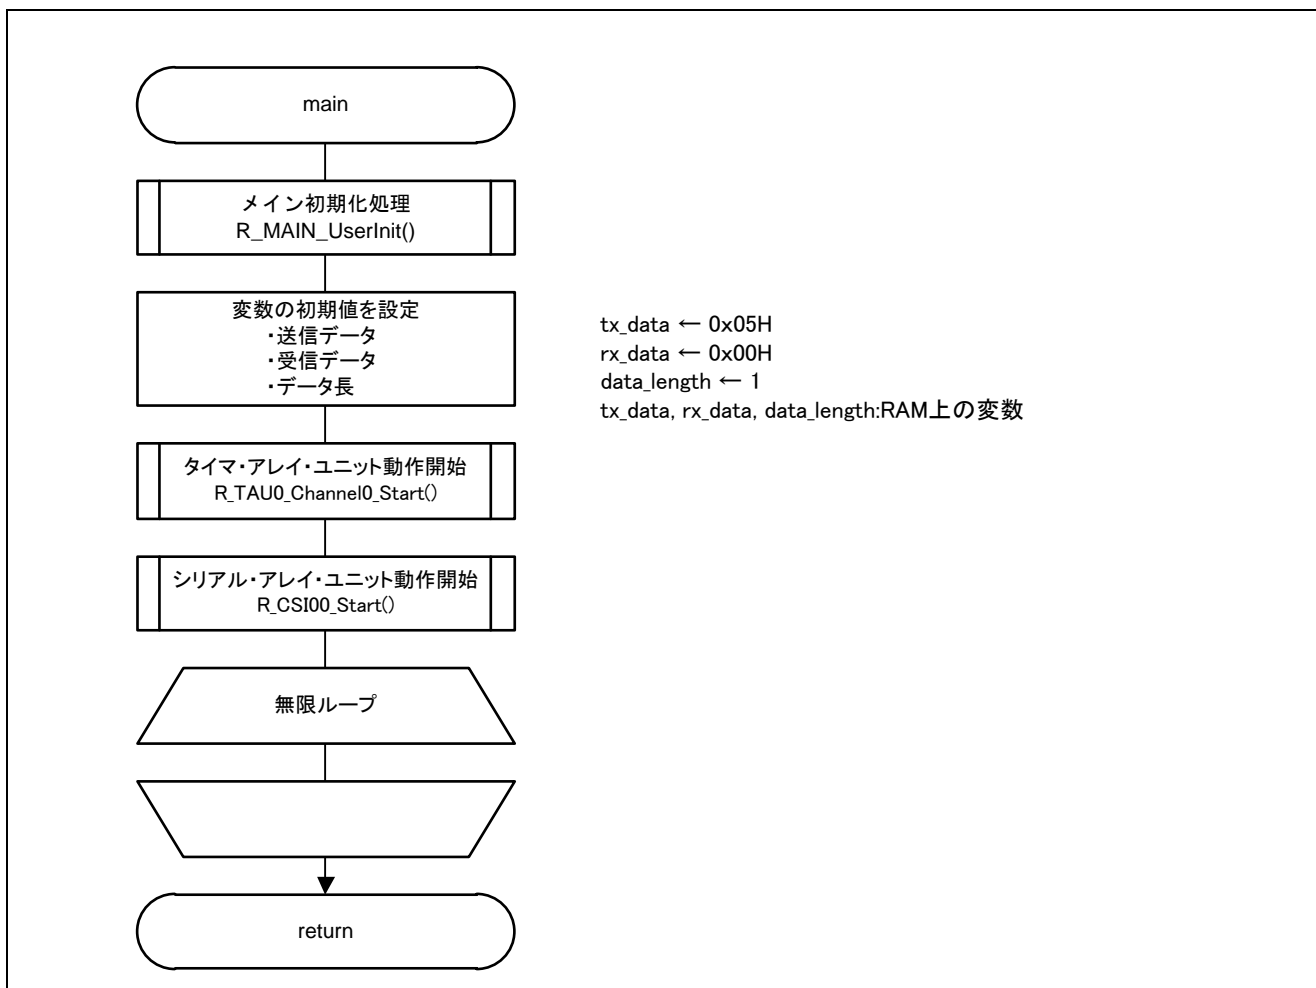 main
メイン初期化処理
R_MAIN_UserInit()
変数の初期値を設定
・送信データ
・受信データ
・データ長
tx_data ← 0x05H
rx_data ← 0x00H
data_length ← 1
tx_data, rx_data, data_length:RAM上の変数
タイマ・アレイ・ユニット動作開始
R_TAU0_Channel0_Start()
シリアル・アレイ・ユニット動作開始
R_CSI00_Start()
無限ループ
return